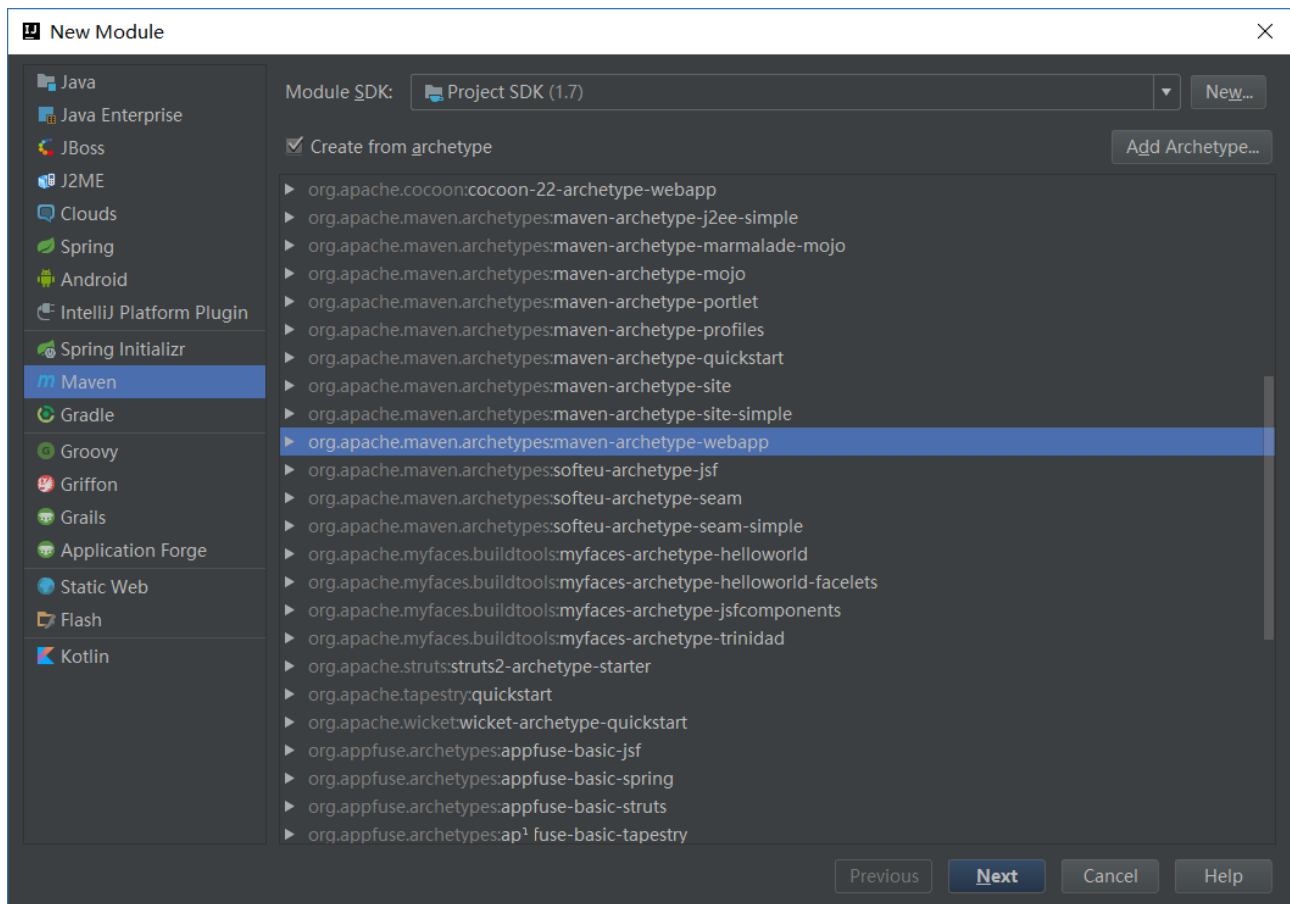 New Module
Java
Java Enterprise
JBoss
J2ME
Clouds
Spring
Android
IntelliJ Platform Plugin
Spring Initializr
Maven
Gradle
Groovy
Griffon
Grails
Application Forge
Static Web
Flash
Kotlin
Module SDK: Project SDK (1.7) New...
Create from archetype Add Archetype...
org.apache.cocoon:cocoon-22-archetype-webapp
org.apache.maven.archetypes:maven-archetype-j2ee-simple
org.apache.maven.archetypes:maven-archetype-marmalade-mojo
org.apache.maven.archetypes:maven-archetype-mojo
org.apache.maven.archetypes:maven-archetype-portlet
org.apache.maven.archetypes:maven-archetype-profiles
org.apache.maven.archetypes:maven-archetype-quickstart
org.apache.maven.archetypes:maven-archetype-site
org.apache.maven.archetypes:maven-archetype-site-simple
org.apache.maven.archetypes:maven-archetype-webapp
org.apache.maven.archetypes:softeu-archetype-jsf
org.apache.maven.archetypes:softeu-archetype-seam
org.apache.maven.archetypes:softeu-archetype-seam-simple
org.apache.myfaces.buildtools:myfaces-archetype-helloworld
org.apache.myfaces.buildtools:myfaces-archetype-helloworld-facelets
org.apache.myfaces.buildtools:myfaces-archetype-jsfcomponents
org.apache.myfaces.buildtools:myfaces-archetype-trinidad
org.apache.struts:struts2-archetype-starter
org.apache.tapestry:quickstart
org.apache.wicket:wicket-archetype-quickstart
org.appfuse.archetypes:appfuse-basic-jsf
org.appfuse.archetypes:appfuse-basic-spring
org.appfuse.archetypes:appfuse-basic-struts
org.appfuse.archetypes:ap¹ fuse-basic-tapestry
Previous Next Cancel Help